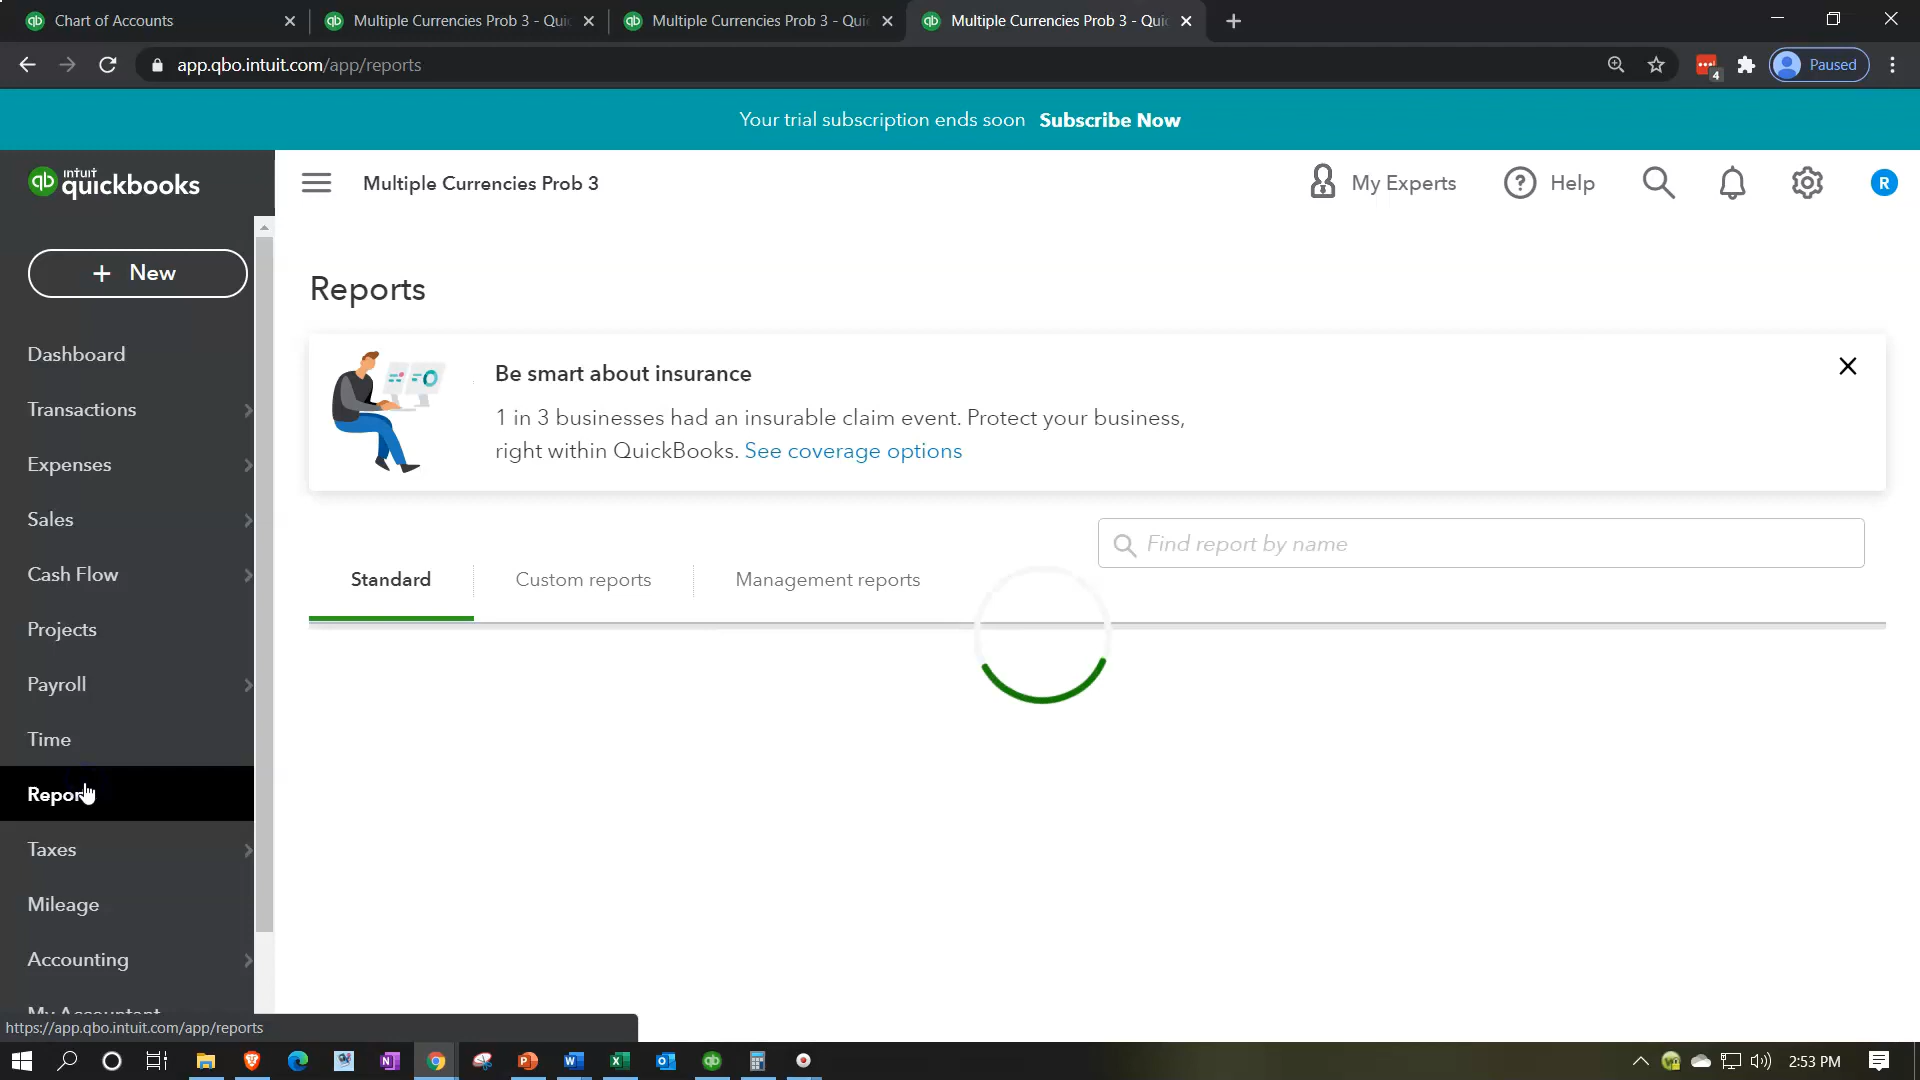 Chart of Accounts
Multiple Currencies Prob 3 - Qui
Multiple Currencies Prob 3 - Qui
Multiple Currencies Prob 3 - Qui
app.qbo.intuit.com/app/reports
4
Paused
Your trial subscription ends soon Subscribe Now
qb intuit quickbooks
Multiple Currencies Prob 3
My Experts
? Help
R
+ New
Reports
Be smart about insurance
1 in 3 businesses had an insurable claim event. Protect your business,
right within QuickBooks. See coverage options
Find report by name
Standard
Custom reports
Management reports
Dashboard
Transactions
Expenses
Sales
Cash Flow
Projects
Payroll
Time
Reports
Taxes
Mileage
Accounting
My Accountant
https://app.qbo.intuit.com/app/reports
2:53 PM